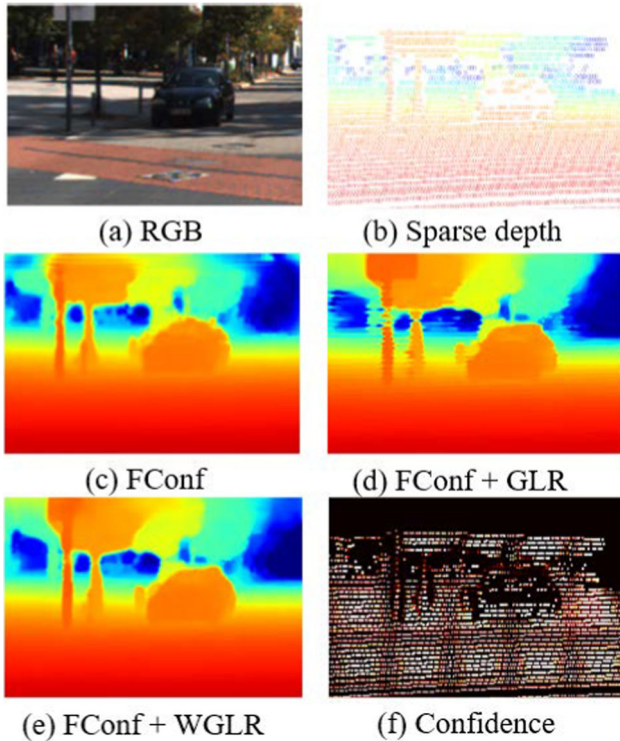 (a) RGB
(b) Sparse depth
(c) FConf
(d) FConf + GLR
(e) FConf + WGLR
(f) Confidence